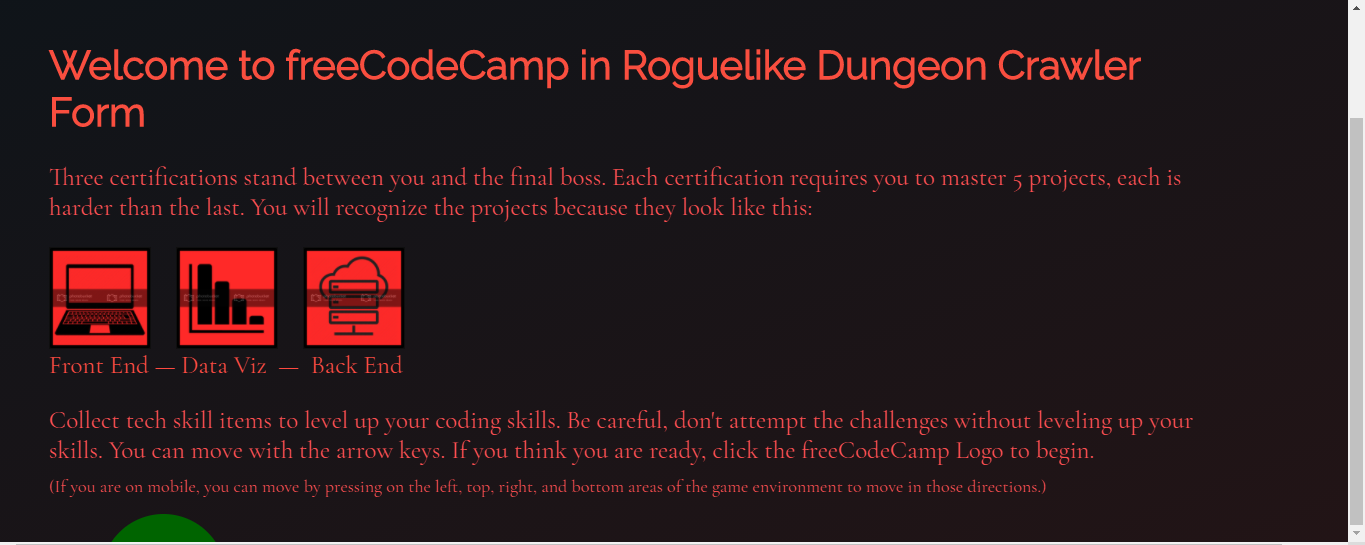 Welcome to freeCodeCamp in Roguelike Dungeon Crawler
Form
Three certifications stand between you and the final boss. Each certification requires you to master 5 projects, each is
harder than the last. You will recognize the projects because they look like this:
Front End — Data Viz — Back End
Collect tech skill items to level up your coding skills. Be careful, don't attempt the challenges without leveling up your
skills. You can move with the arrow keys. If you think you are ready, click the freeCodeCamp Logo to begin.
(If you are on mobile, you can move by pressing on the left, top, right, and bottom areas of the game environment to move in those directions.)